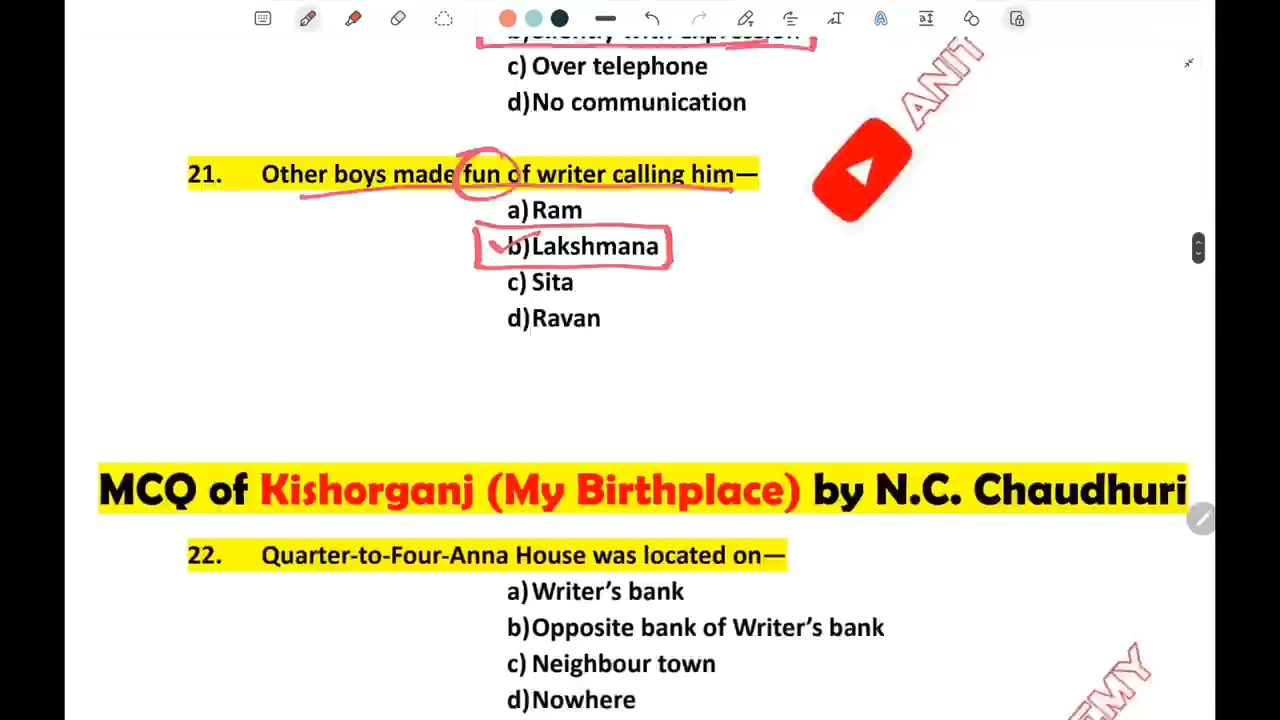 c) Over telephone
d) No communication
ANIT
21. Other boys made fun of writer calling him—
a) Ram
b) Lakshmana
c) Sita
d) Ravan
MCQ of Kishorganj (My Birthplace) by N.C. Chaudhuri
22. Quarter-to-Four-Anna House was located on—
a) Writer's bank
b) Opposite bank of Writer's bank
c) Neighbour town
d) Nowhere
EMY